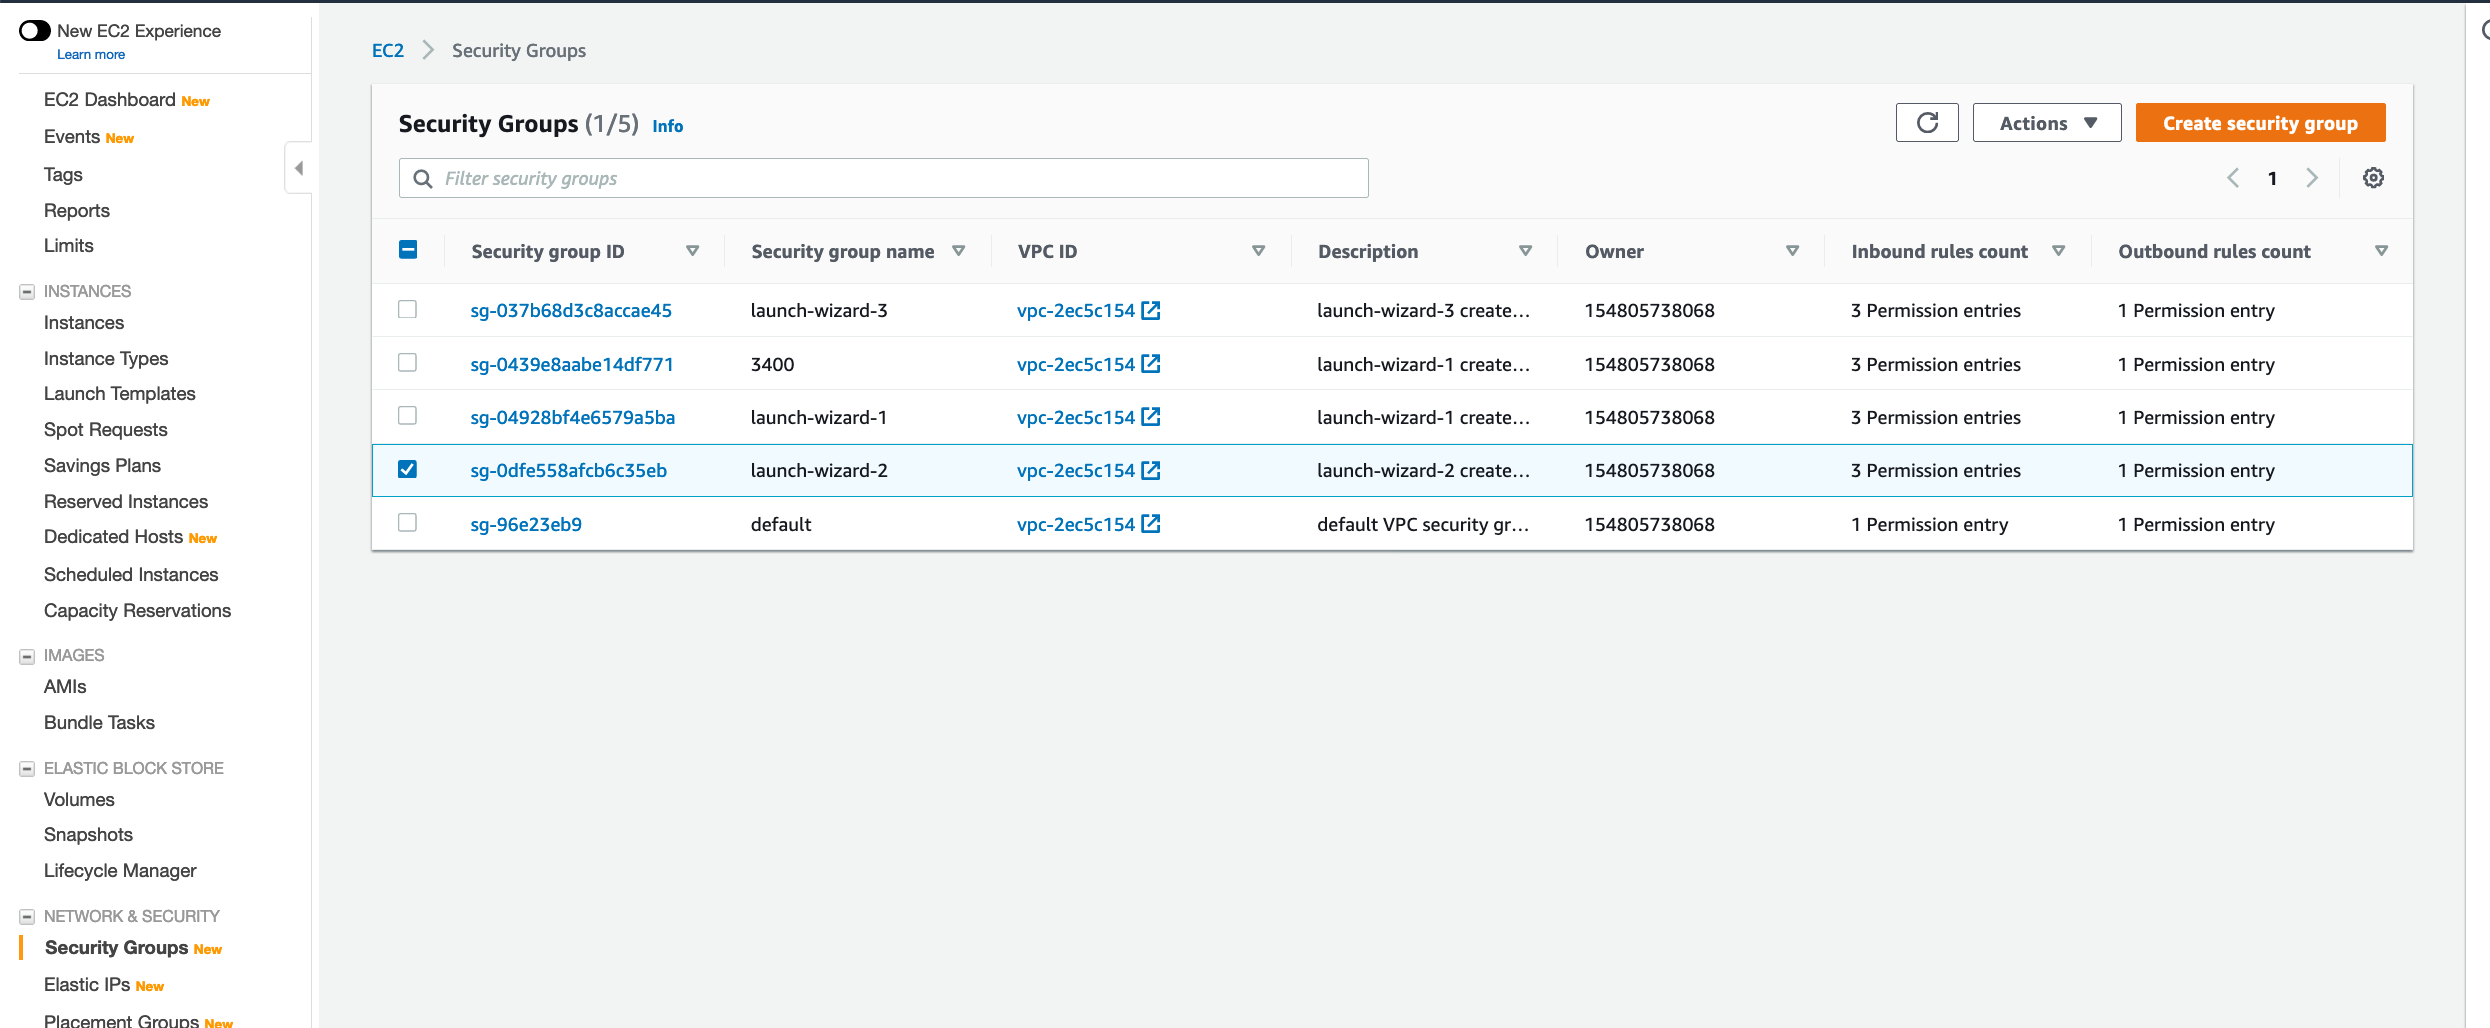 New EC2 Experience
Learn more
EC2 Dashboard New
Events New
Tags
Reports
Limits
INSTANCES
Instances
Instance Types
Launch Templates
Spot Requests
Savings Plans
Reserved Instances
Dedicated Hosts New
Scheduled Instances
Capacity Reservations
IMAGES
AMIs
Bundle Tasks
ELASTIC BLOCK STORE
Volumes
Snapshots
Lifecycle Manager
NETWORK & SECURITY
Security Groups New
Elastic IPs New
Placement Groups New
EC2 Security Groups
Security Groups (1/5) Info
Actions
Create security group
Filter security groups
1
Security group ID Security group name VPC ID Description Owner Inbound rules count Outbound rules count
sg-037b68d3c8accae45 launch-wizard-3 vpc-2ec5c154 launch-wizard-3 create... 154805738068 3 Permission entries 1 Permission entry
sg-0439e8aabe14df771 3400 vpc-2ec5c154 launch-wizard-1 create... 154805738068 3 Permission entries 1 Permission entry
sg-04928bf4e6579a5ba launch-wizard-1 vpc-2ec5c154 launch-wizard-1 create... 154805738068 3 Permission entries 1 Permission entry
sg-0dfe558afcb6c35eb launch-wizard-2 vpc-2ec5c154 launch-wizard-2 create... 154805738068 3 Permission entries 1 Permission entry
sg-96e23eb9 default vpc-2ec5c154 default VPC security gr... 154805738068 1 Permission entry 1 Permission entry